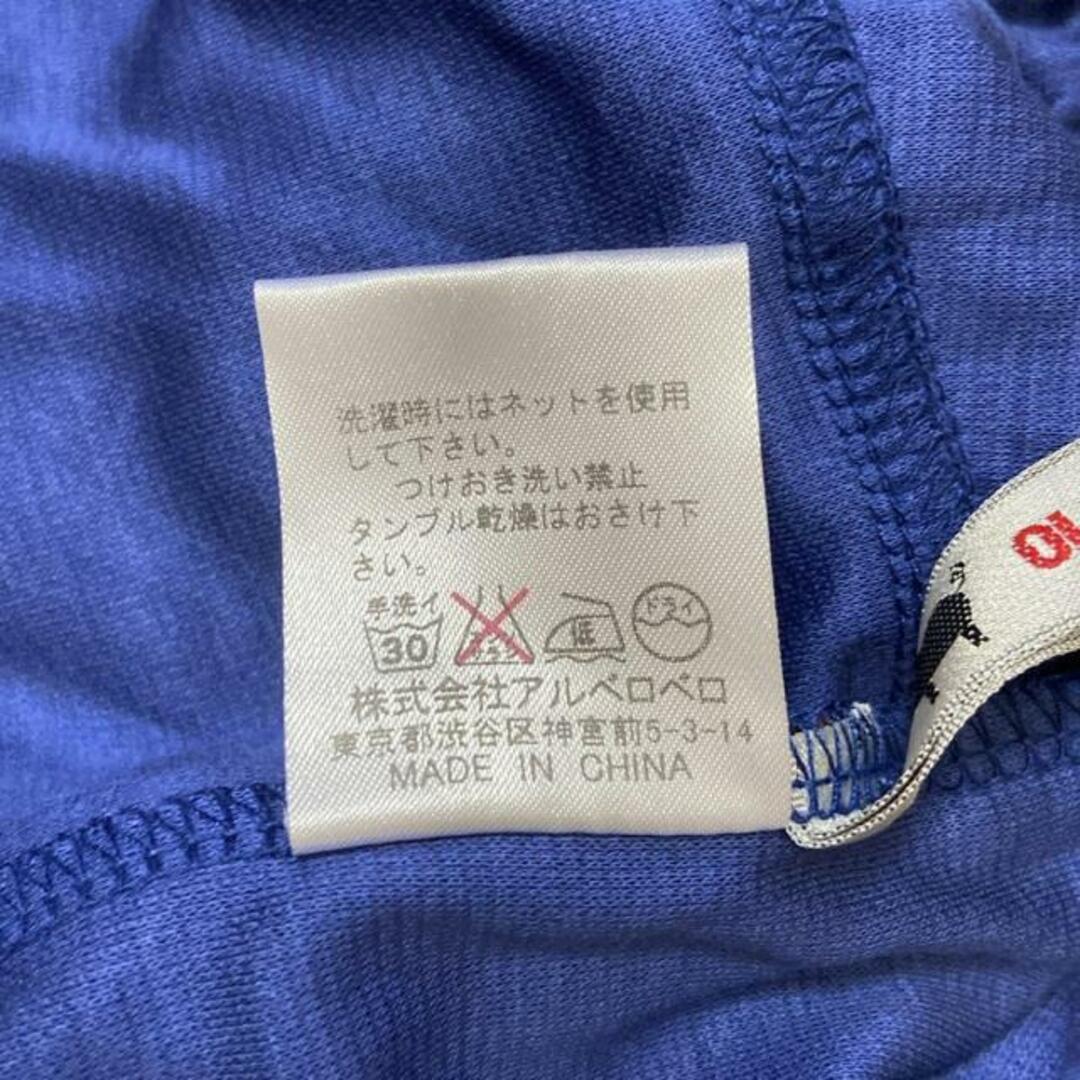 洗濯時にはネットを使用
して下さい。
つけおき洗い禁止
タンブル乾燥はおさけ下
さい。
手洗イ
30
低
ドライ
株式会社アルベロベロ
東京都渋谷区神宮前5-3-14
MADE IN CHINA